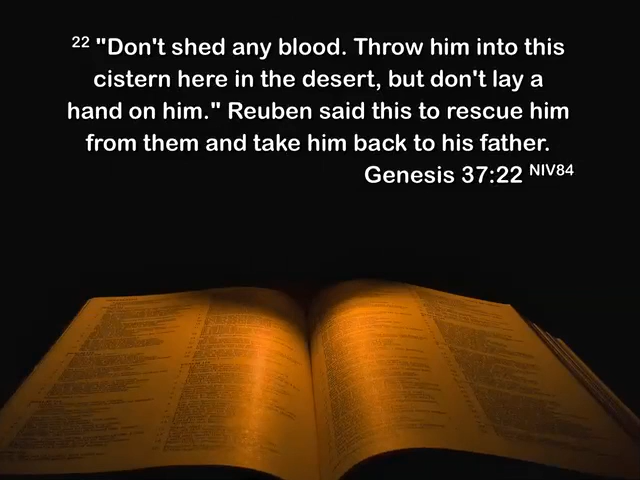 22 "Don't shed any blood. Throw him into this
cistern here in the desert, but don't lay a
hand on him." Reuben said this to rescue him
from them and take him back to his father.
Genesis 37:22 NIV84